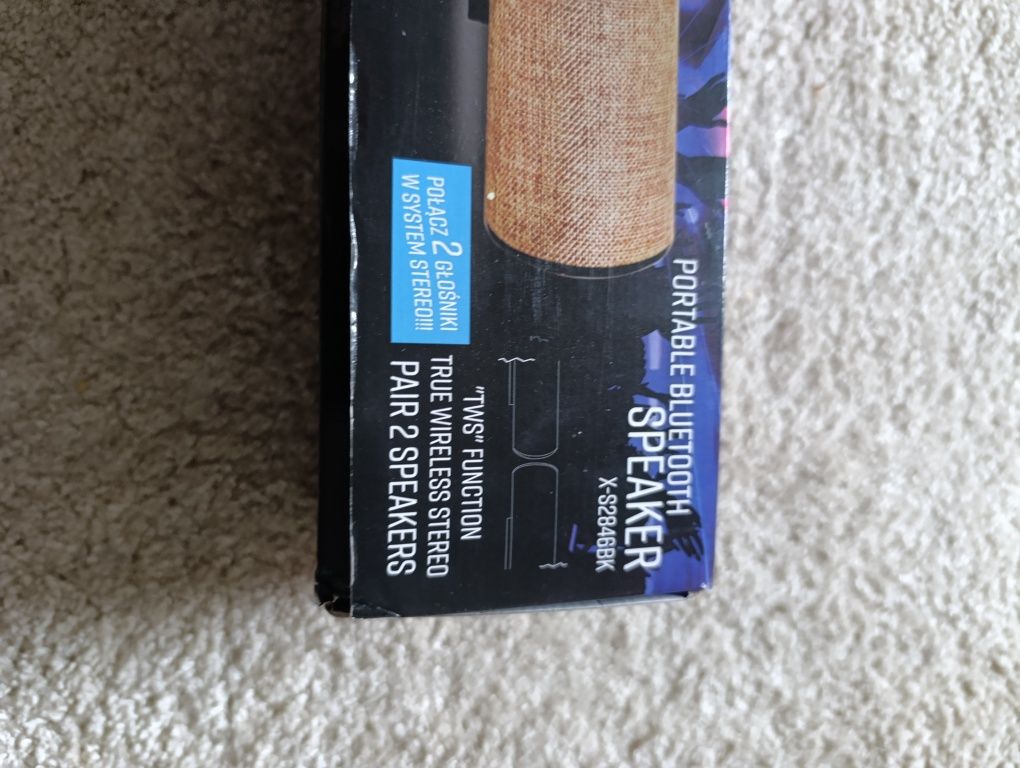 PORTABLE BLUETOOTH
SPEAKER
X-S2846BK
POŁĄCZ 2 GŁOŚNIKI
W SYSTEM STEREO!!!
"TWS" FUNCTION
TRUE WIRELESS STEREO
PAIR 2 SPEAKERS